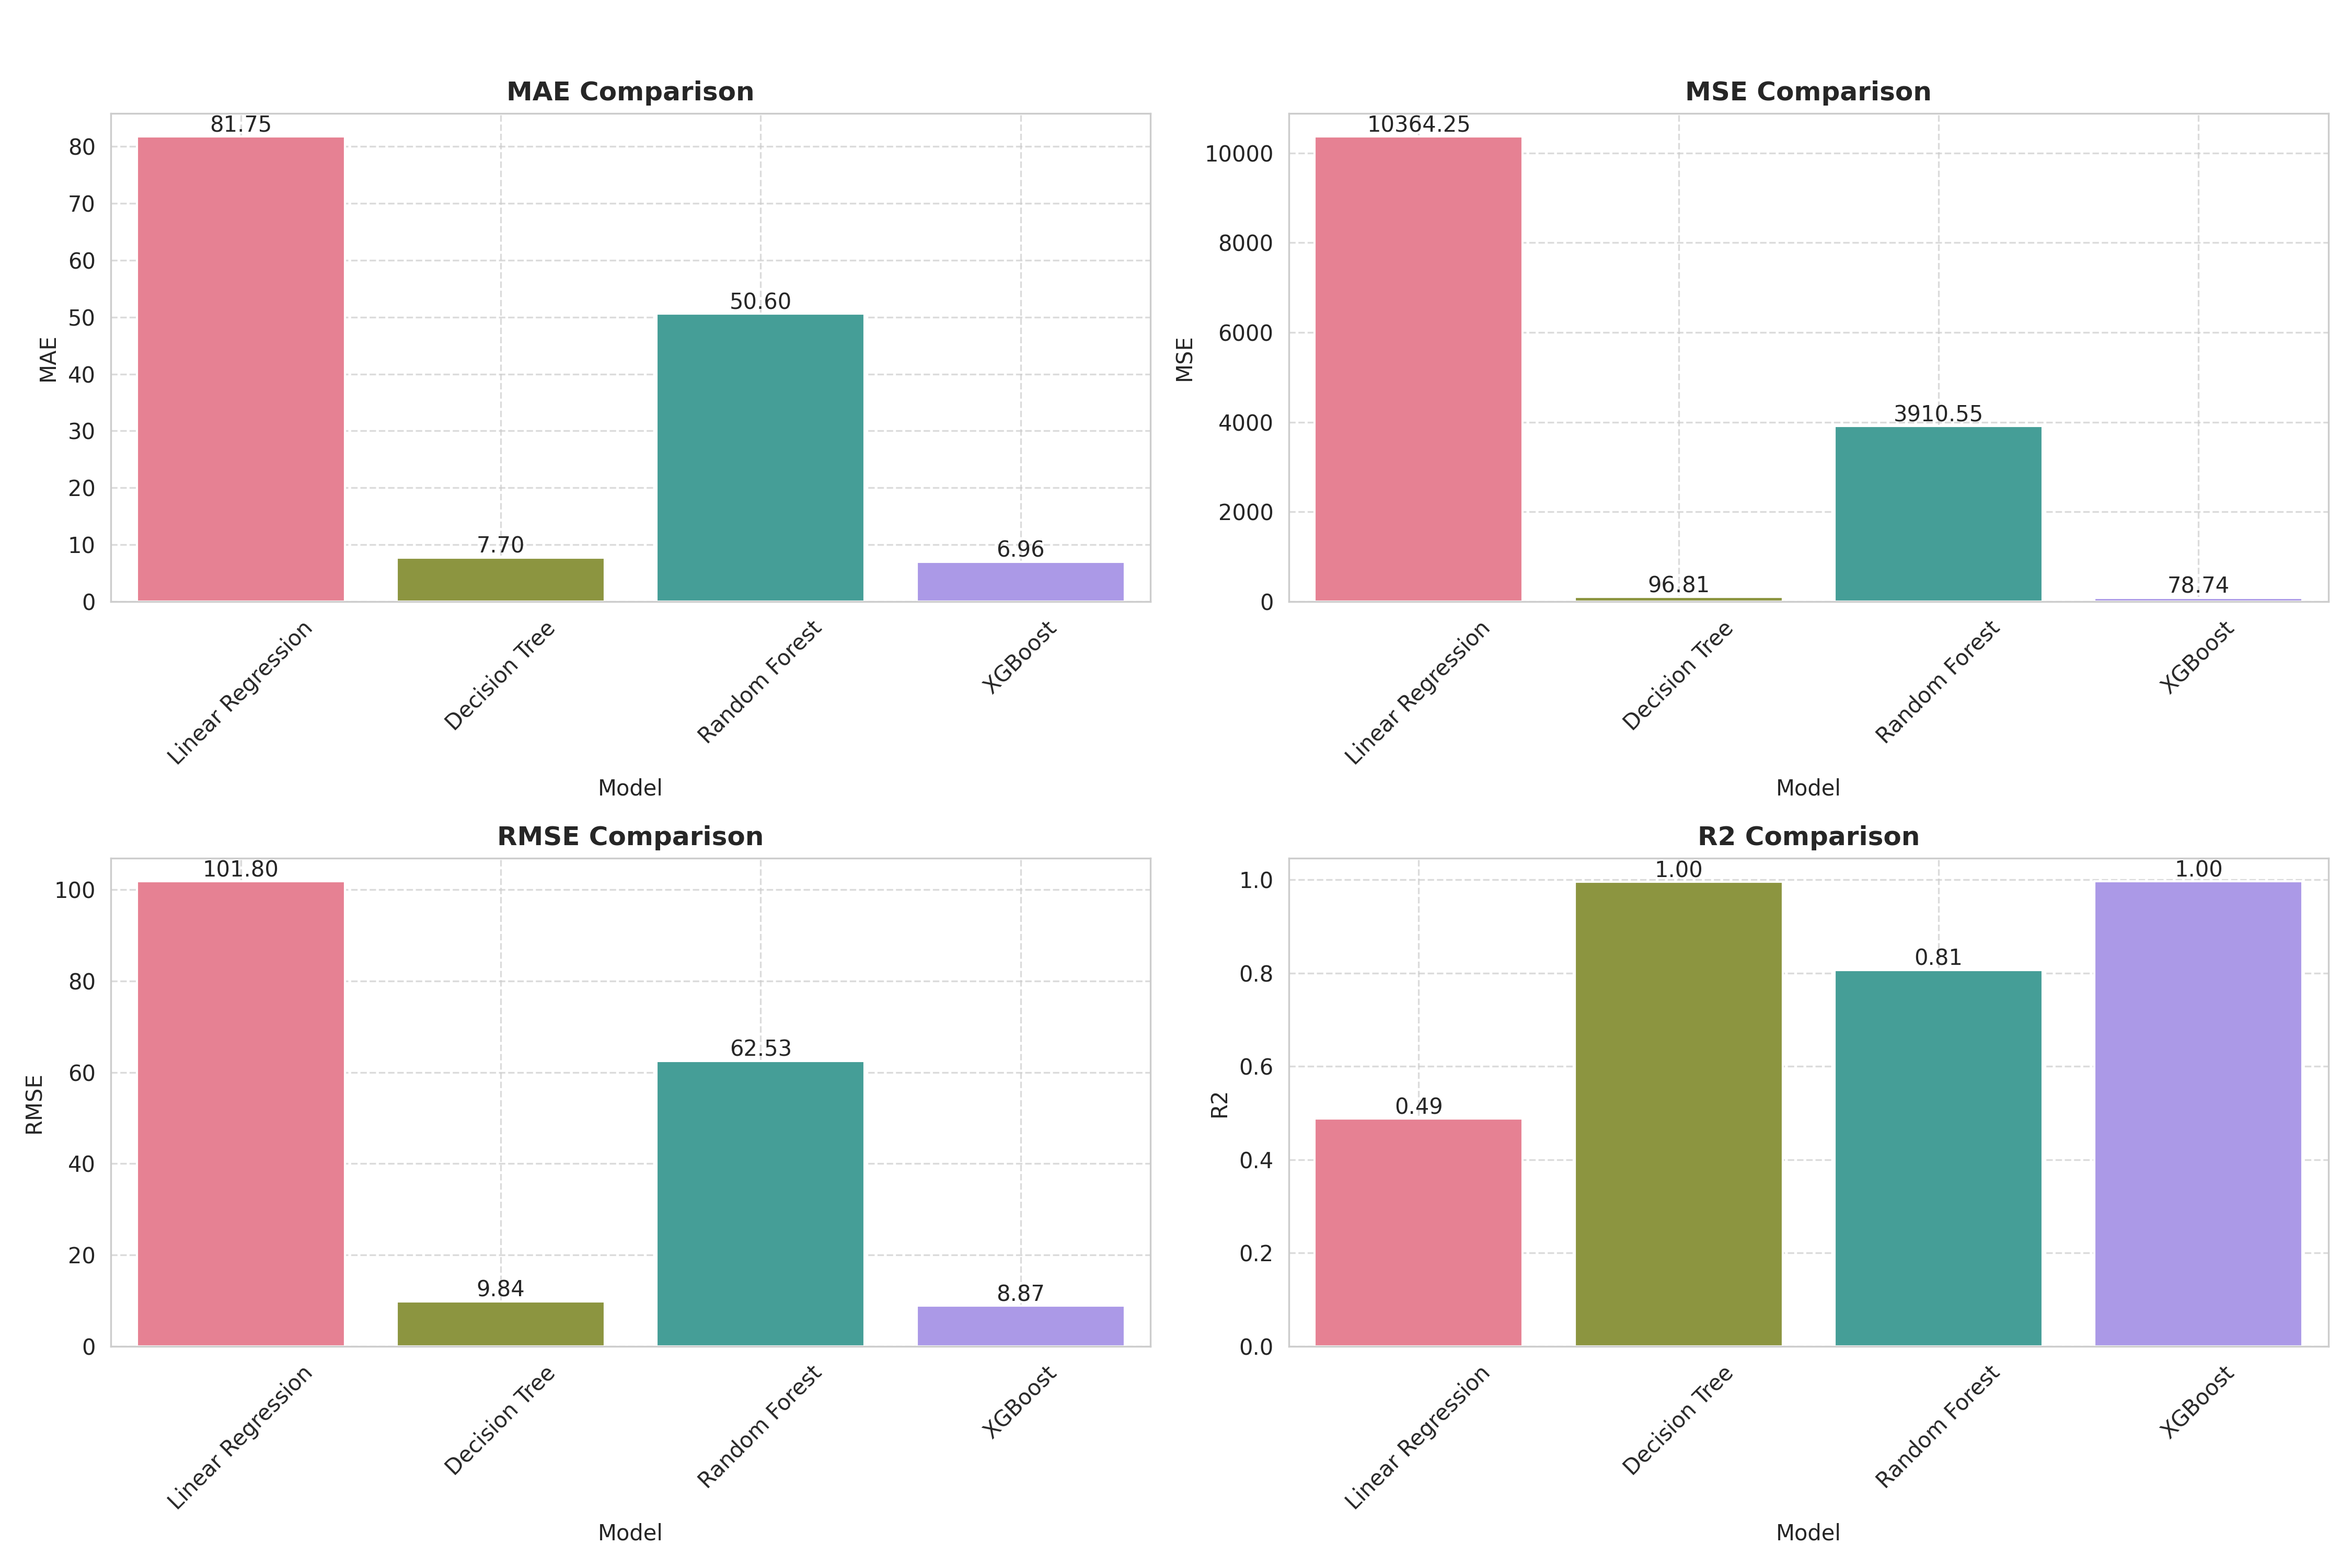 MAE Comparison
MAE
80
70
60
50
40
30
20
10
0
81.75
7.70
50.60
6.96
Linear Regression
Decision Tree
Random Forest
XGBoost
Model
MSE Comparison
MSE
10000
8000
6000
4000
2000
0
10364.25
96.81
3910.55
78.74
Linear Regression
Decision Tree
Random Forest
XGBoost
Model
RMSE Comparison
RMSE
100
80
60
40
20
0
101.80
9.84
62.53
8.87
Linear Regression
Decision Tree
Random Forest
XGBoost
Model
R2 Comparison
R2
1.0
0.8
0.6
0.4
0.2
0.0
0.49
1.00
0.81
1.00
Linear Regression
Decision Tree
Random Forest
XGBoost
Model